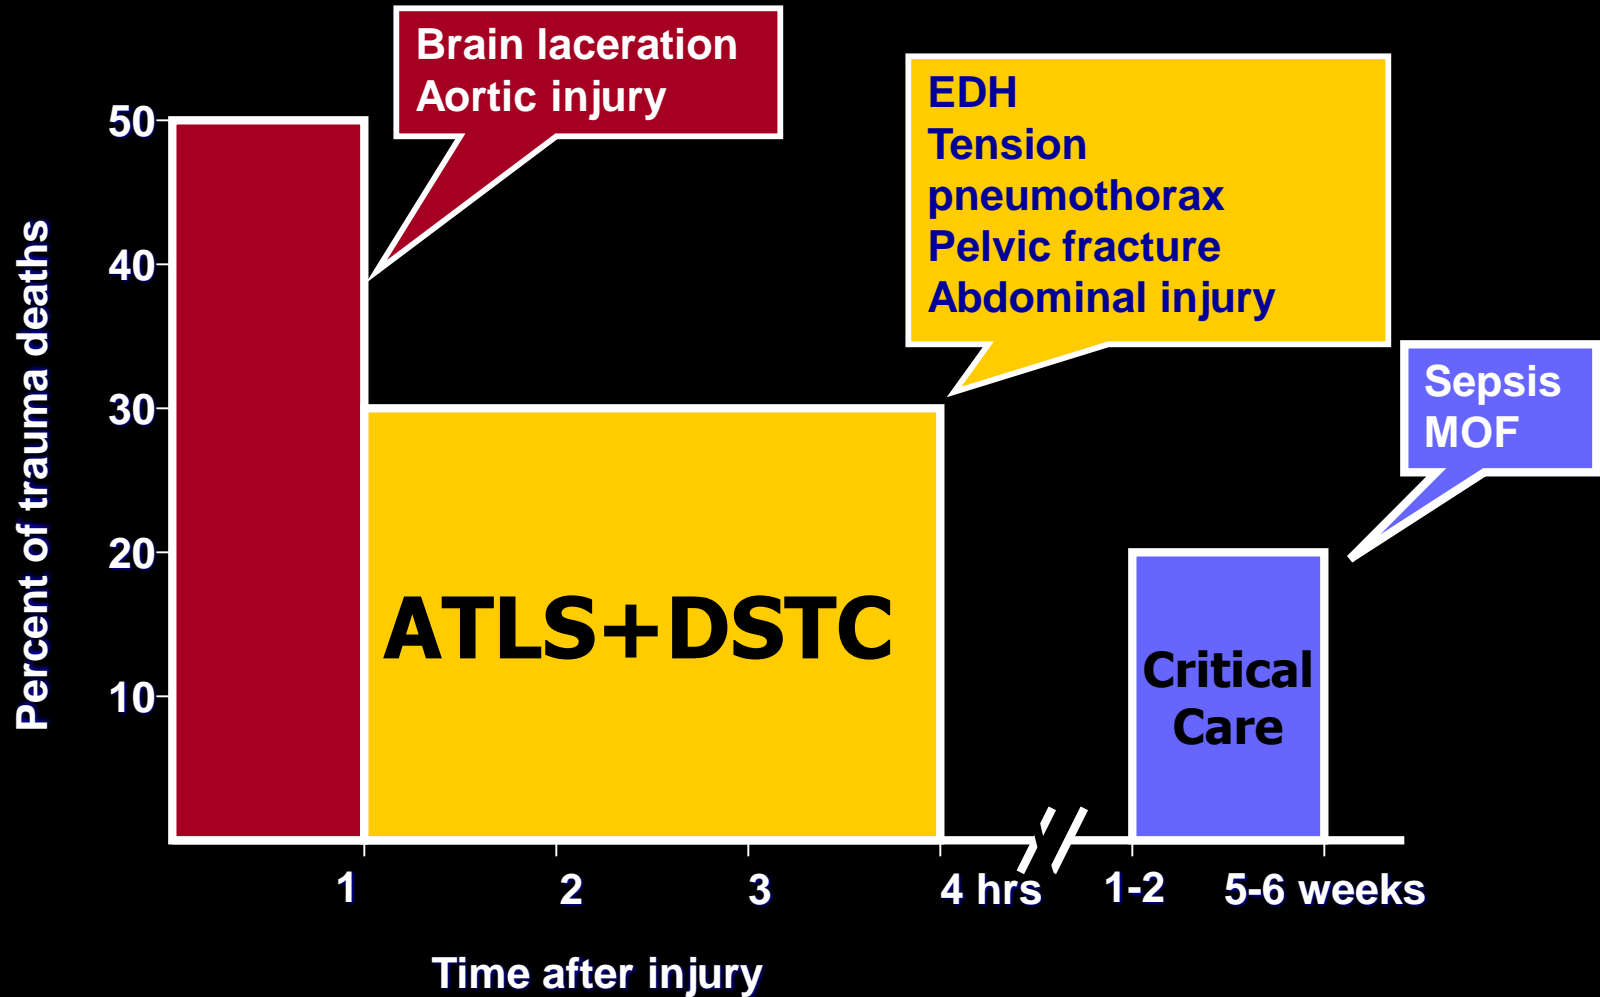 Brain laceration
Aortic injury
EDH
Tension
pneumothorax
Pelvic fracture
Abdominal injury
Sepsis
MOF
Percent of trauma deaths
50
40
30
20
10
ATLS+DSTC
Critical
Care
1
2
3
4 hrs
1-2
5-6 weeks
Time after injury